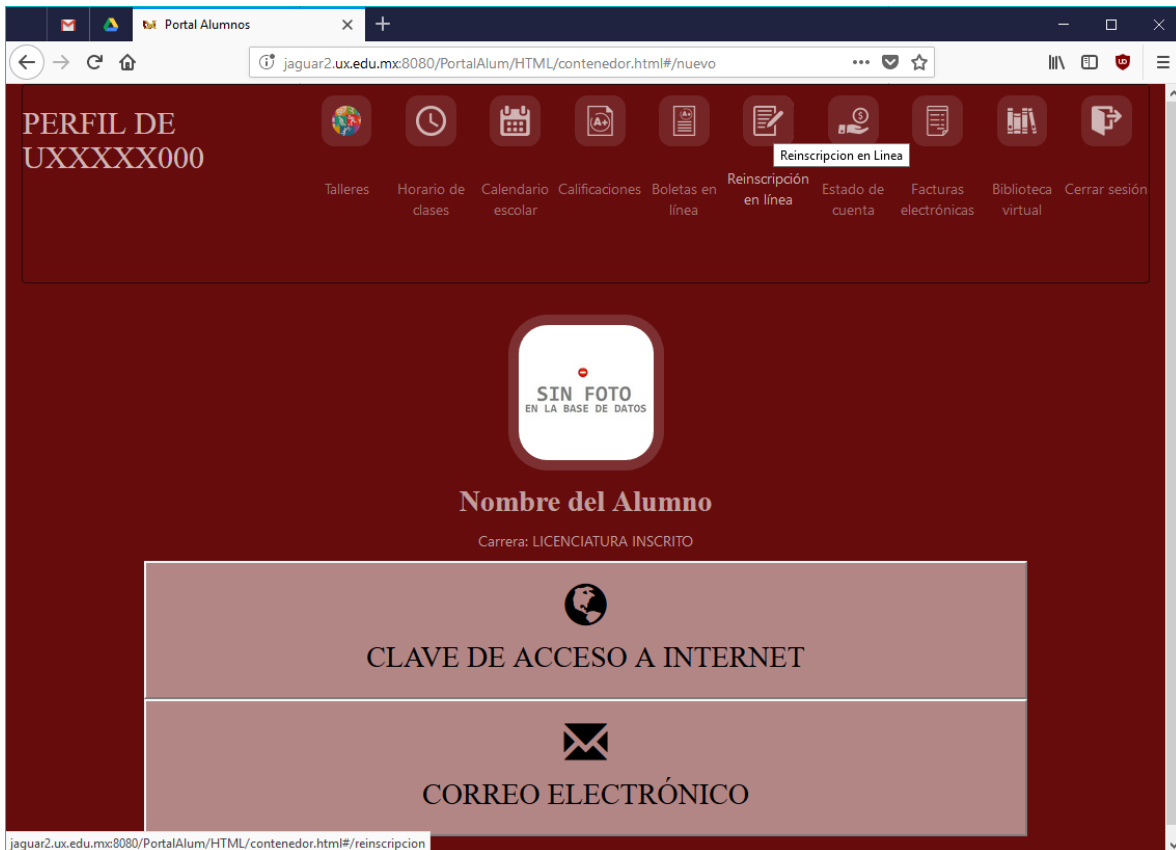 Portal Alumnos
jaguar2.ux.edu.mx:8080/PortalAlum/HTML/contenedor.html#/nuevo
PERFIL DE
UXXXXX000
Talleres
Horario de
clases
Calendario
escolar
Calificaciones
Boletas en
línea
Reinscripción
en línea
Reinscripcion en Linea
Estado de
cuenta
Facturas
electrónicas
Biblioteca
virtual
Cerrar sesión
SIN FOTO
EN LA BASE DE DATOS
Nombre del Alumno
Carrera: LICENCIATURA INSCRITO
CLAVE DE ACCESO A INTERNET
CORREO ELECTRÓNICO
jaguar2.ux.edu.mx:8080/PortalAlum/HTML/contenedor.html#/reinscripcion